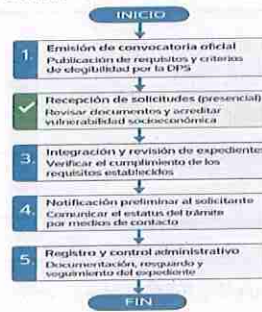 INICIO
1. Emisión de convocatoria oficial
Publicación de requisitos y criterios
de elegibilidad por la DPS
Recepción de solicitudes (presencial)
Revisar documentos y acreditar
vulnerabilidad socioeconómica
3. Integración y revisión de expedientes
Verificar el cumplimiento de los
requisitos establecidos
4. Notificación preliminar al solicitante
Comunicar el estatus del trámite
por medios de contacto
5. Registro y control administrativo
Documentación, resguardo y
seguimiento del expediente
FIN